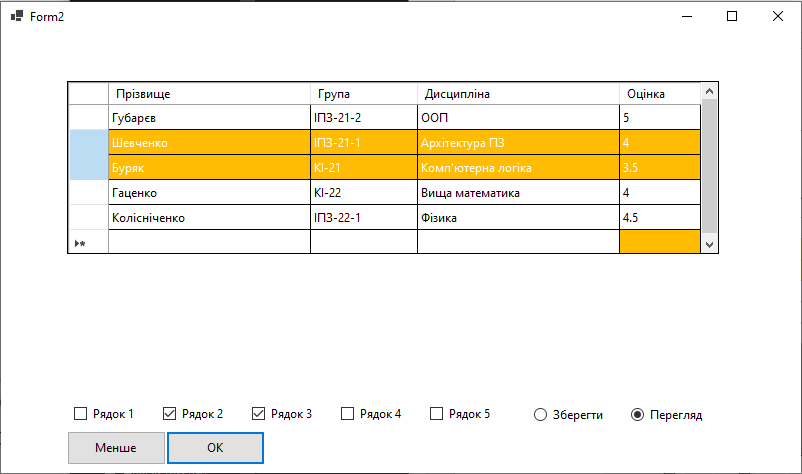 Form2
Прізвище Група Дисципліна Оцінка
Губарєв ІПЗ-21-2 ООП 5
Шевченко ІПЗ-21-1 Архітектура ПЗ 4
Буряк КІ-21 Комп'ютерна логіка 3.5
Гаценко КІ-22 Вища математика 4
Колісніченко ІПЗ-22-1 Фізика 4.5
Рядок 1 Рядок 2 Рядок 3 Рядок 4 Рядок 5 Зберегти Перегляд
Менше ОК